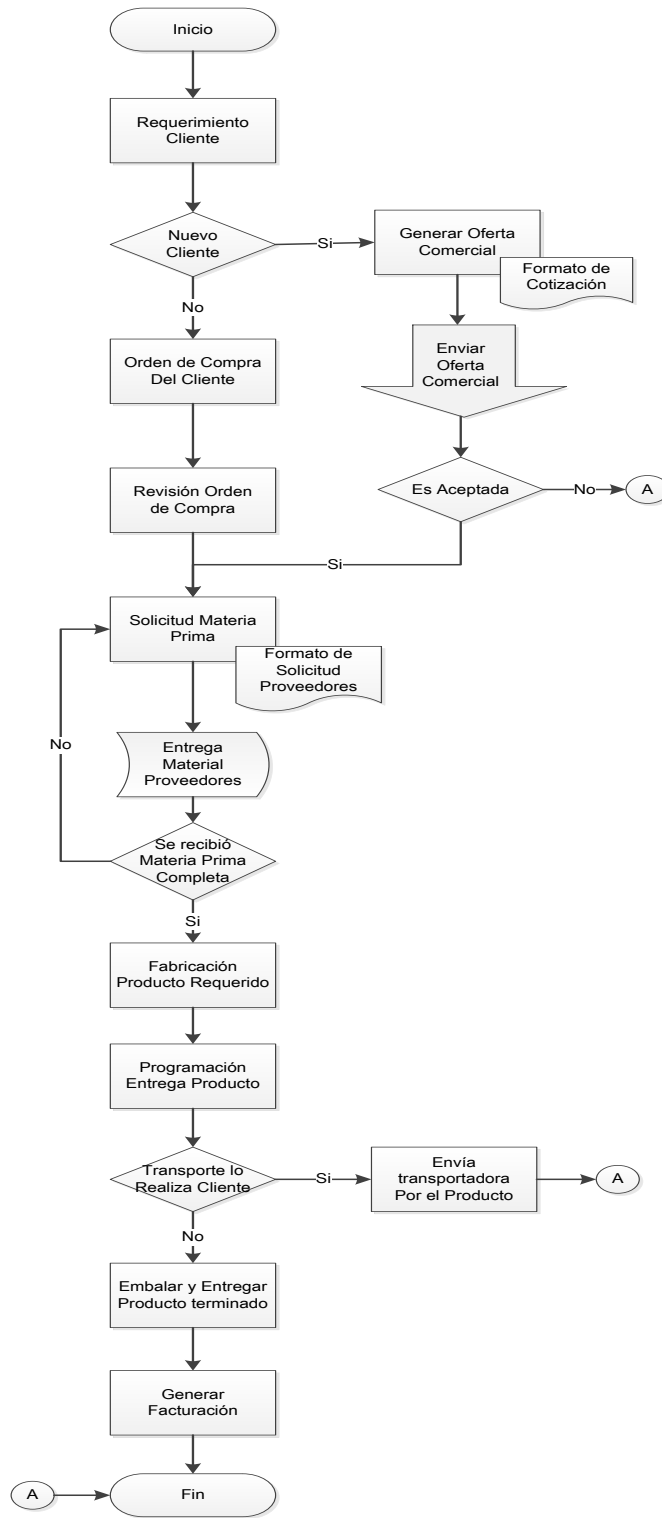 Inicio
Requerimiento
Cliente
Nuevo
Cliente
Si
Generar Oferta
Comercial
Formato de
Cotización
No
Enviar
Oferta
Comercial
Orden de Compra
Del Cliente
Es Aceptada
No
A
Revisión Orden
de Compra
Si
Solicitud Materia
Prima
Formato de
Solicitud
Proveedores
No
Entrega
Material
Proveedores
Se recibió
Materia Prima
Completa
Si
Fabricación
Producto Requerido
Programación
Entrega Producto
Transporte lo
Realiza Cliente
Si
Envía
transportadora
Por el Producto
A
No
Embalar y Entregar
Producto terminado
Generar
Facturación
A
Fin